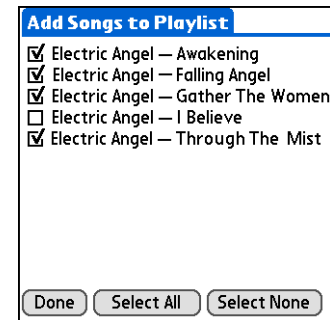 Add Songs to Playlist
Electric Angel — Awakening
Electric Angel — Falling Angel
Electric Angel — Gather The Women
Electric Angel — I Believe
Electric Angel — Through The Mist
Done Select All Select None